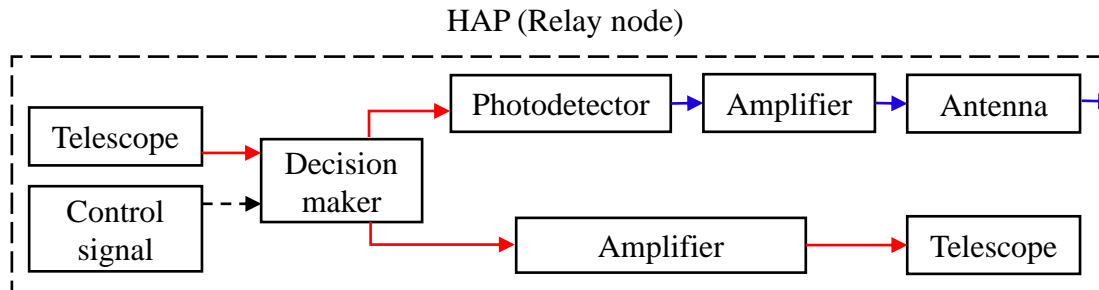 HAP (Relay node)
Photodetector
Amplifier
Antenna
Telescope
Decision
maker
Control
signal
Amplifier
Telescope